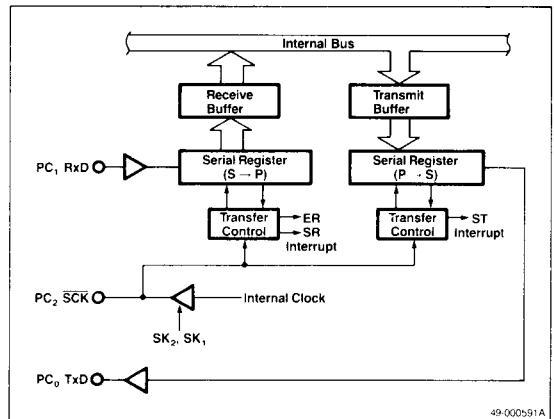 Internal Bus
Receive
Buffer
Transmit
Buffer
PC₁ RxD
Serial Register
(S → P)
Serial Register
(P → S)
Transfer
Control
ER
SR
Interrupt
Transfer
Control
ST
Interrupt
PC₂ S̅C̅K̅
Internal Clock
SK₂, SK₁
PC₀ TxD
49-000591A